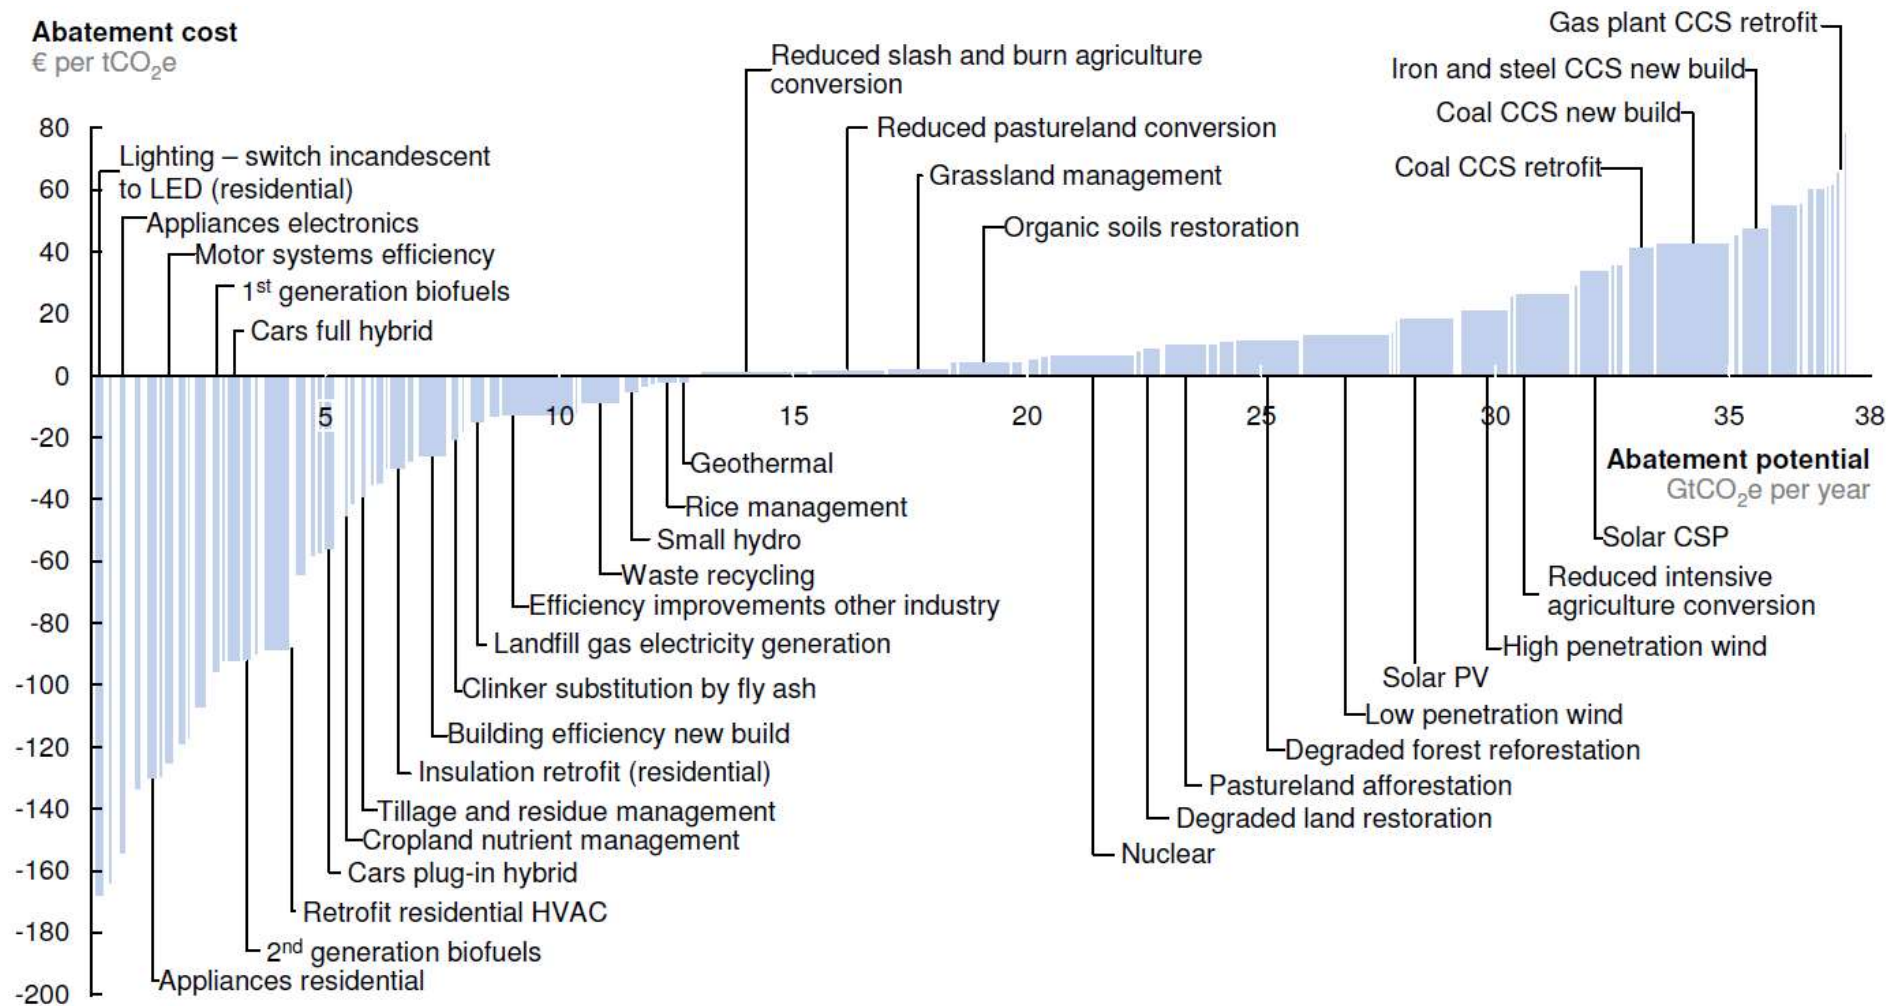 Abatement cost
€ per tCO₂e
Gas plant CCS retrofit
Reduced slash and burn agriculture
conversion
Iron and steel CCS new build
Coal CCS new build
80
Reduced pastureland conversion
Lighting – switch incandescent
to LED (residential)
Coal CCS retrofit
60
Grassland management
Appliances electronics
Organic soils restoration
40
Motor systems efficiency
1st generation biofuels
20
Cars full hybrid
0
5
10
15
20
25
30
35
38
-20
Abatement potential
GtCO₂e per year
Geothermal
-40
Rice management
Small hydro
Solar CSP
-60
Waste recycling
Reduced intensive
agriculture conversion
Efficiency improvements other industry
-80
Landfill gas electricity generation
High penetration wind
Solar PV
-100
Clinker substitution by fly ash
Low penetration wind
-120
Building efficiency new build
Degraded forest reforestation
Insulation retrofit (residential)
Pastureland afforestation
-140
Tillage and residue management
Degraded land restoration
Cropland nutrient management
Nuclear
-160
Cars plug-in hybrid
Retrofit residential HVAC
-180
2nd generation biofuels
Appliances residential
-200